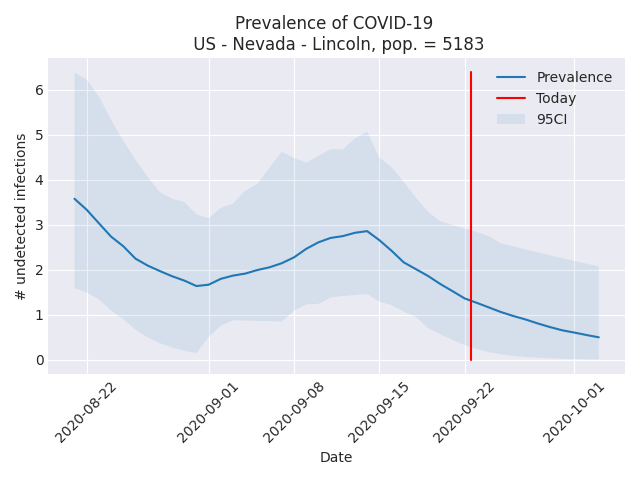 Prevalence of COVID-19
US - Nevada - Lincoln, pop. = 5183
Prevalence
Today
95CI
# undetected infections
6
5
4
3
2
1
0
2020-08-22
2020-09-01
2020-09-08
2020-09-15
2020-09-22
2020-10-01
Date